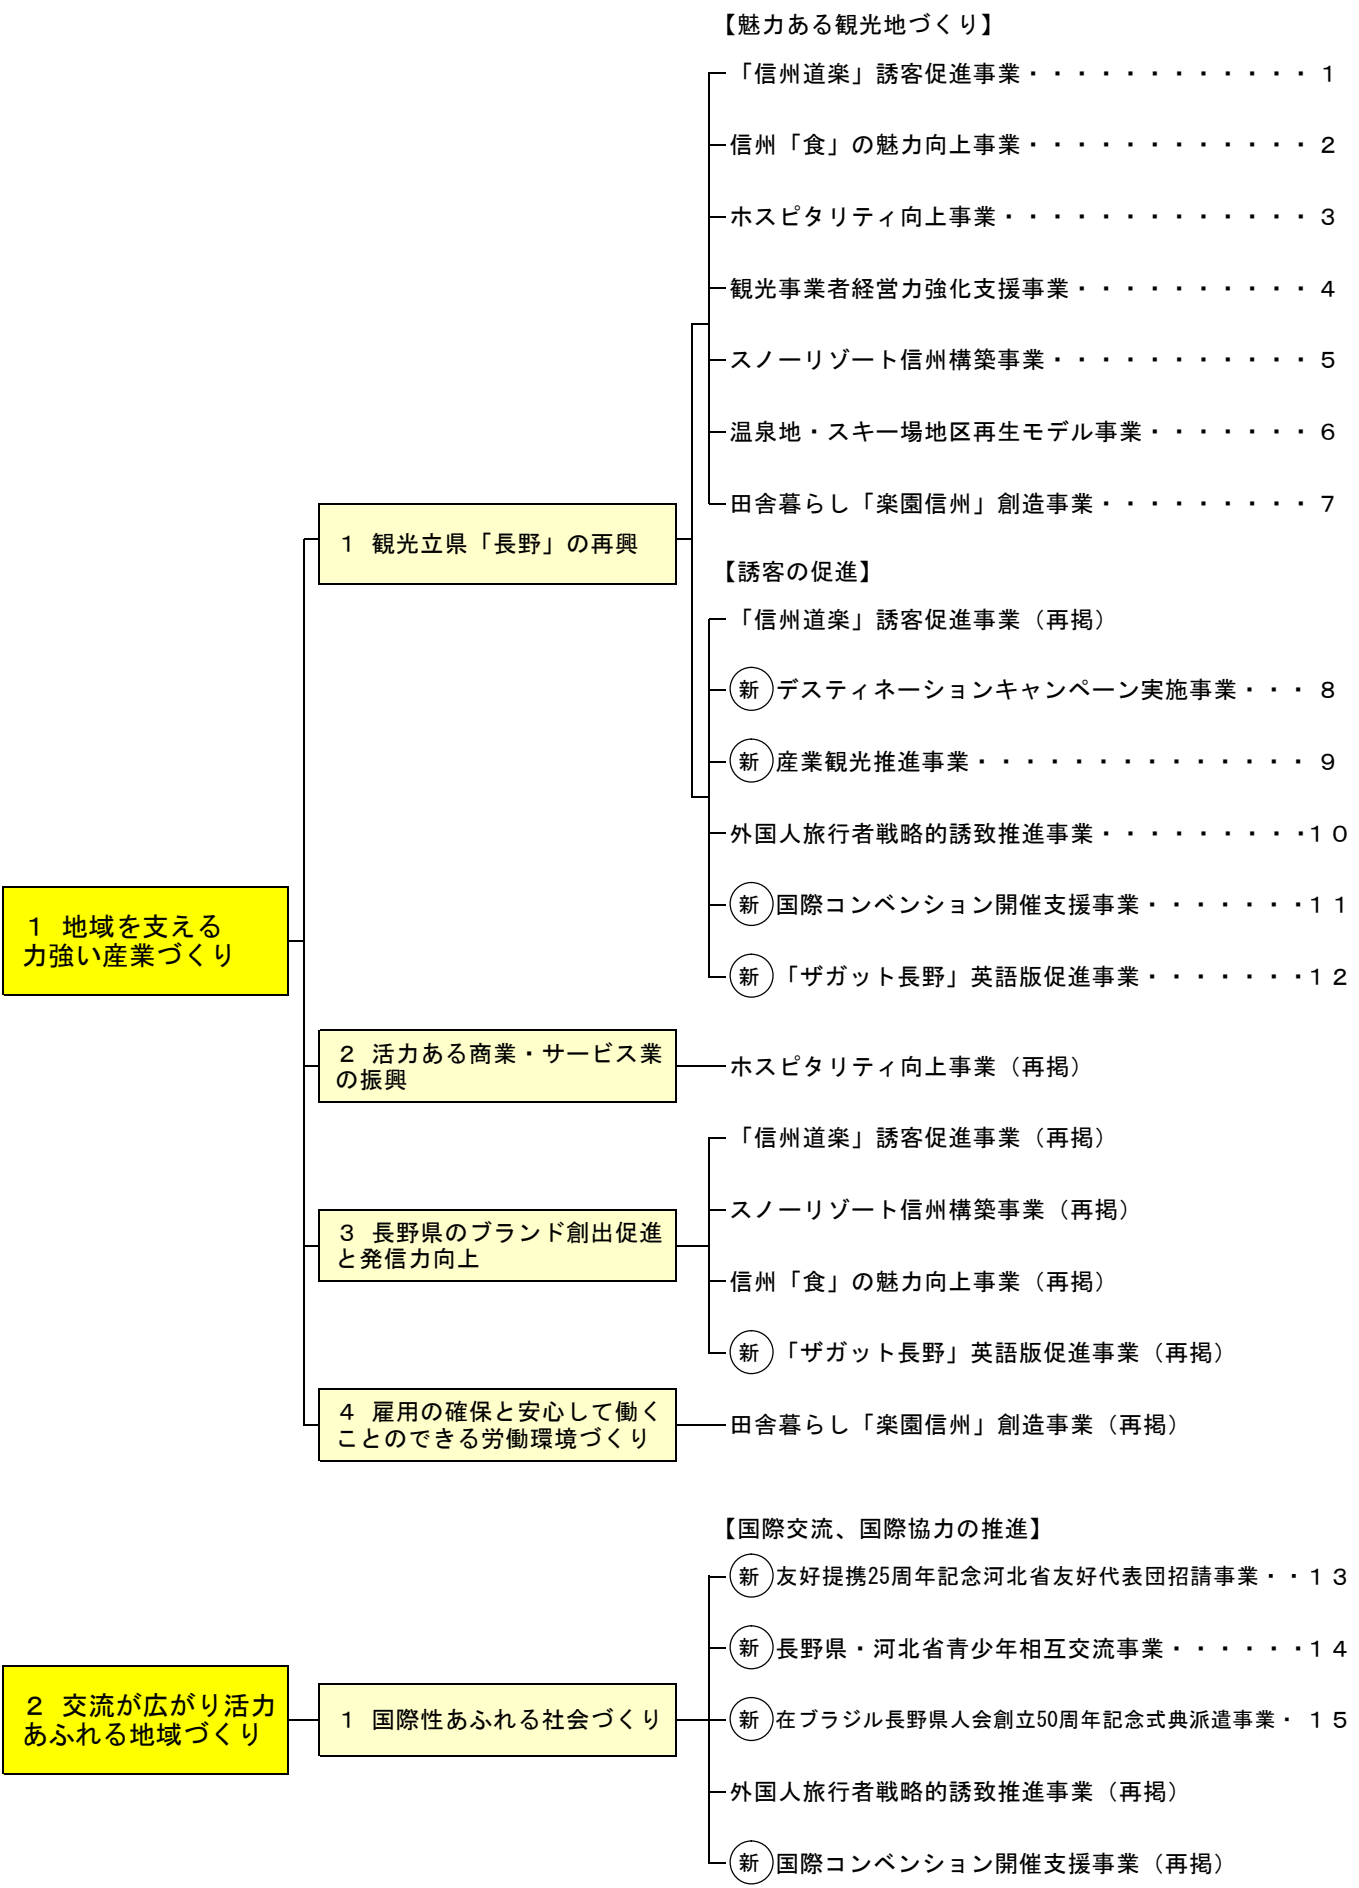 【魅力ある観光地づくり】
「信州道楽」誘客促進事業・・・・・・・・・・・・１
信州「食」の魅力向上事業・・・・・・・・・・・・２
ホスピタリティ向上事業・・・・・・・・・・・・・３
観光事業者経営力強化支援事業・・・・・・・・・・４
スノーリゾート信州構築事業・・・・・・・・・・・５
温泉地・スキー場地区再生モデル事業・・・・・・・６
田舎暮らし「楽園信州」創造事業・・・・・・・・・７
１　観光立県「長野」の再興
【誘客の促進】
「信州道楽」誘客促進事業（再掲）
新 デスティネーションキャンペーン実施事業・・・８
新 産業観光推進事業・・・・・・・・・・・・・・９
外国人旅行者戦略的誘致推進事業・・・・・・・・・１０
新 国際コンベンション開催支援事業・・・・・・・１１
新 「ザガット長野」英語版促進事業・・・・・・・１２
１　地域を支える
力強い産業づくり
２　活力ある商業・サービス業
の振興
ホスピタリティ向上事業（再掲）
３　長野県のブランド創出促進
と発信力向上
「信州道楽」誘客促進事業（再掲）
スノーリゾート信州構築事業（再掲）
信州「食」の魅力向上事業（再掲）
新 「ザガット長野」英語版促進事業（再掲）
４　雇用の確保と安心して働く
ことのできる労働環境づくり
田舎暮らし「楽園信州」創造事業（再掲）
【国際交流、国際協力の推進】
新 友好提携25周年記念河北省友好代表団招請事業・・１３
新 長野県・河北省青少年相互交流事業・・・・・・１４
２　交流が広がり活力
あふれる地域づくり
１　国際性あふれる社会づくり
新 在ブラジル長野県人会創立50周年記念式典派遣事業・１５
外国人旅行者戦略的誘致推進事業（再掲）
新 国際コンベンション開催支援事業（再掲）